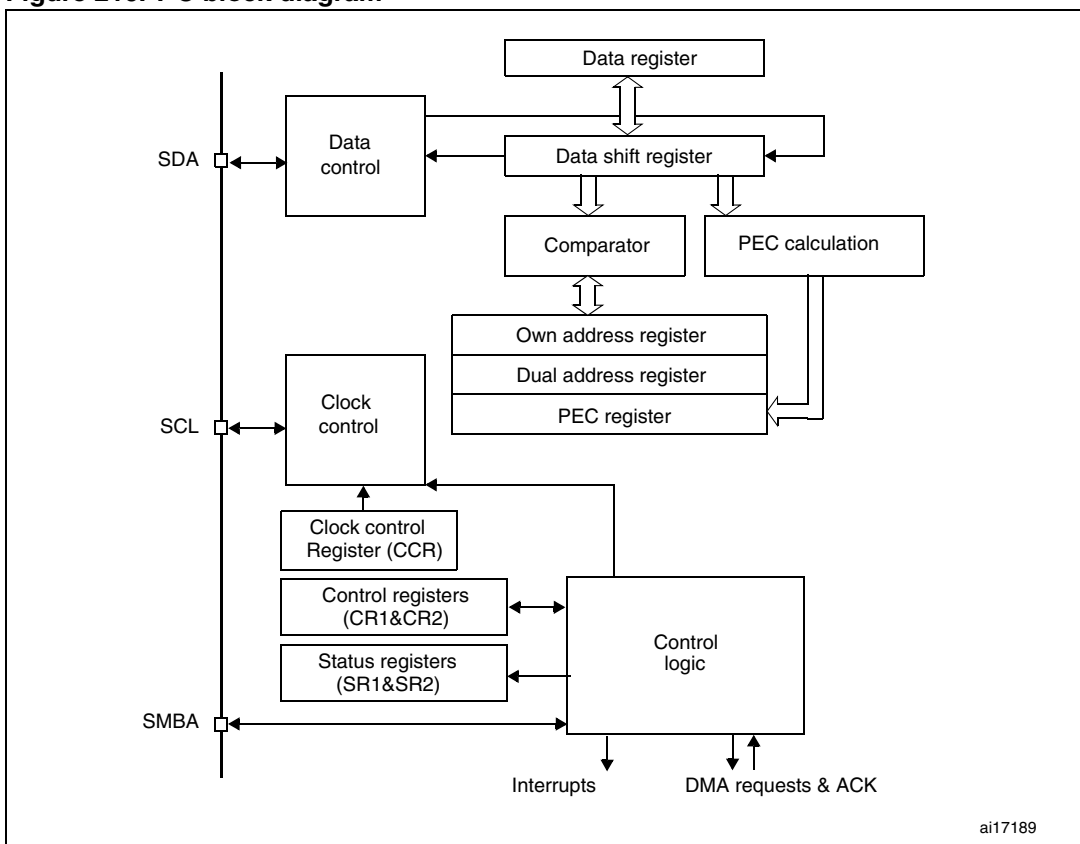 Data register
Data
control
SDA
Data shift register
Comparator
PEC calculation
Own address register
Dual address register
PEC register
Clock
control
SCL
Clock control
Register (CCR)
Control registers
(CR1&CR2)
Status registers
(SR1&SR2)
Control
logic
SMBA
Interrupts
DMA requests & ACK
ai17189